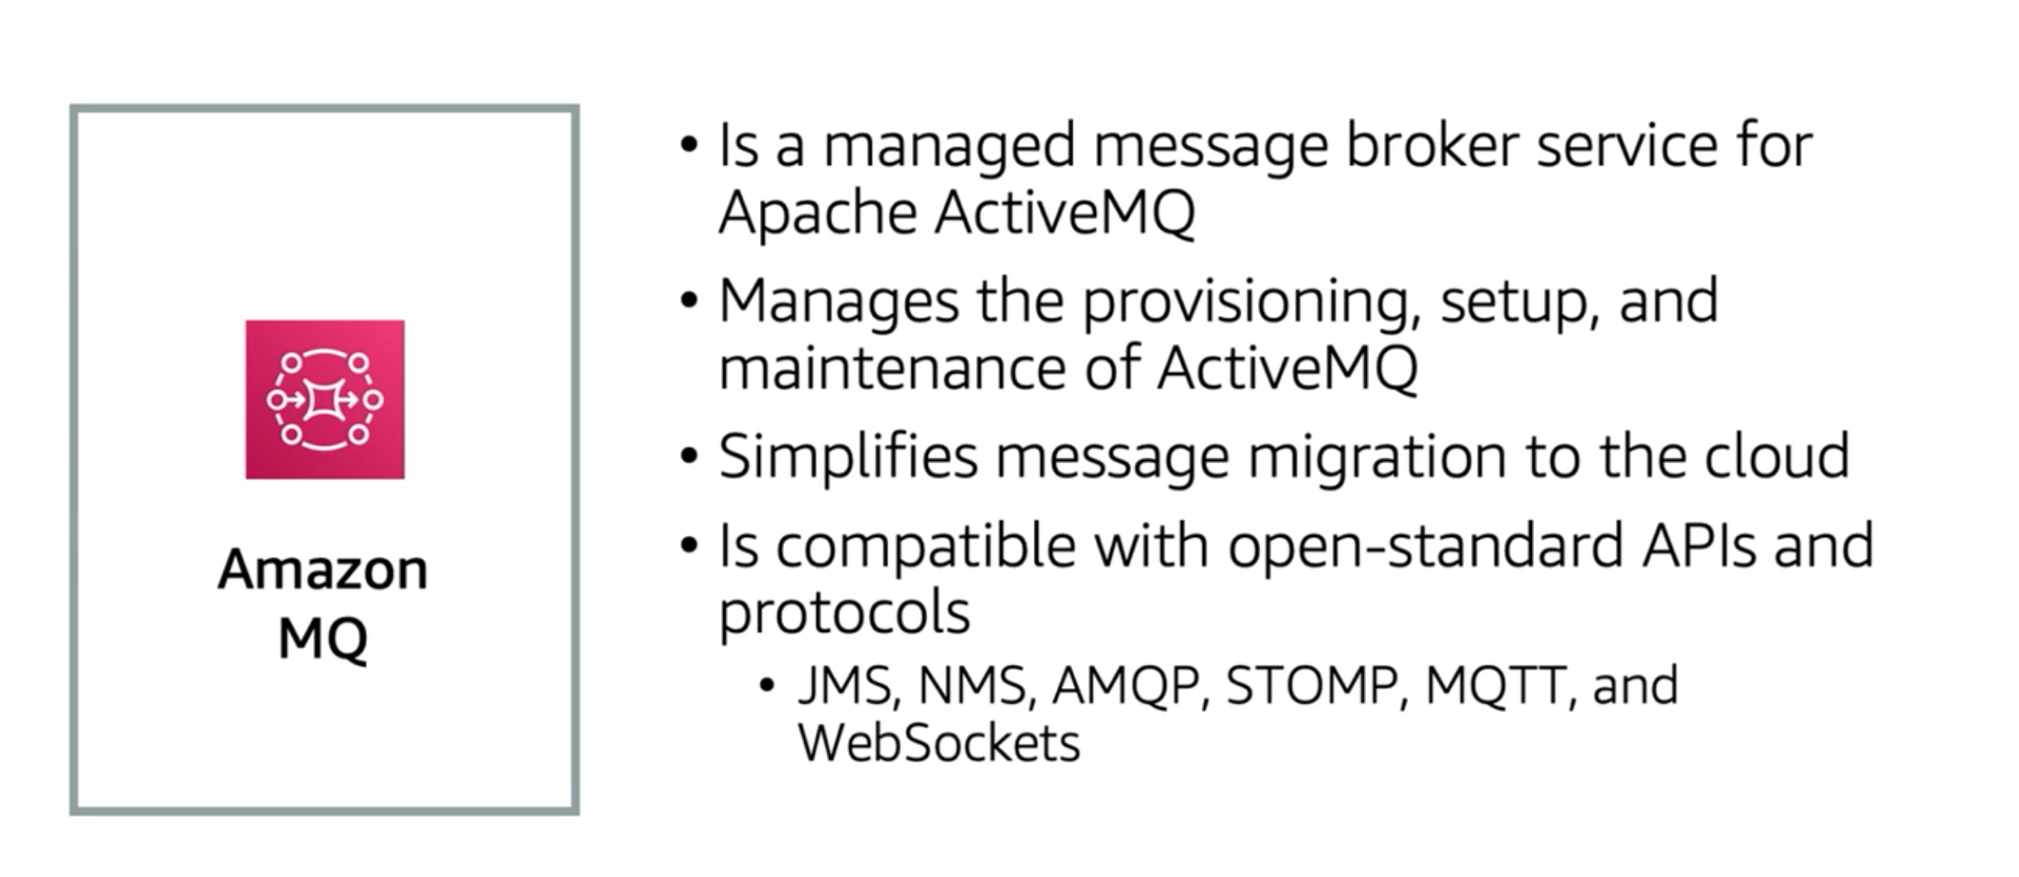 Amazon
MQ
• Is a managed message broker service for
Apache ActiveMQ
• Manages the provisioning, setup, and
maintenance of ActiveMQ
• Simplifies message migration to the cloud
• Is compatible with open-standard APIs and
protocols
• JMS, NMS, AMQP, STOMP, MQTT, and
WebSockets